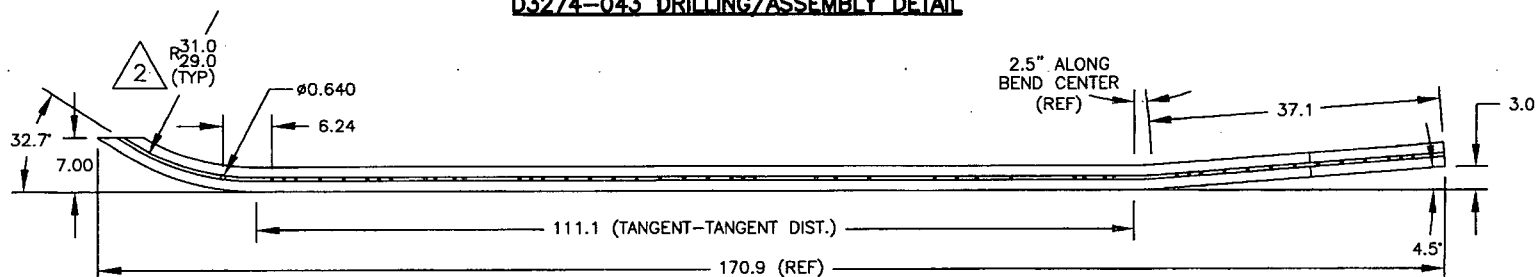 D3274-043 DRILLING/ASSEMBLY DETAIL
2
R31.0
29.0
(TYP)
Ø0.640
6.24
2.5" ALONG
BEND CENTER
(REF)
37.1
3.0
32.7°
7.00
111.1 (TANGENT-TANGENT DIST.)
4.5°
170.9 (REF)